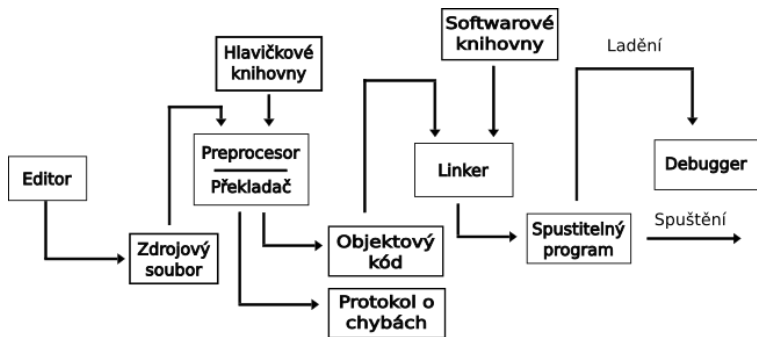 Softwarové
knihovny
Ladění
Hlavičkové
knihovny
Preprocesor
Překladač
Editor
Linker
Debugger
Zdrojový
soubor
Objektový
kód
Spustitelný
program
Spuštění
Protokol o
chybách